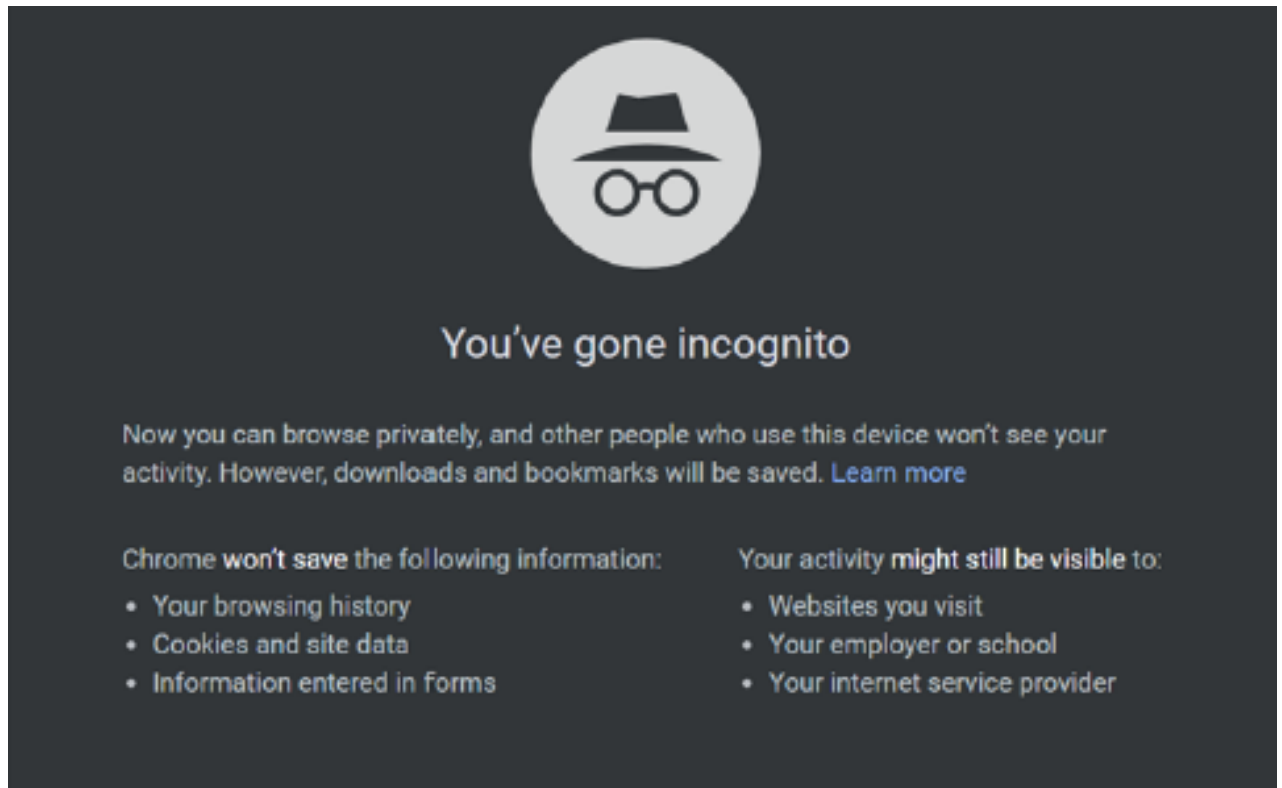 You've gone incognito
Now you can browse privately, and other people who use this device won't see your
activity. However, downloads and bookmarks will be saved. Learn more
Chrome won't save the following information:
• Your browsing history
• Cookies and site data
• Information entered in forms
Your activity might still be visible to:
• Websites you visit
• Your employer or school
• Your internet service provider